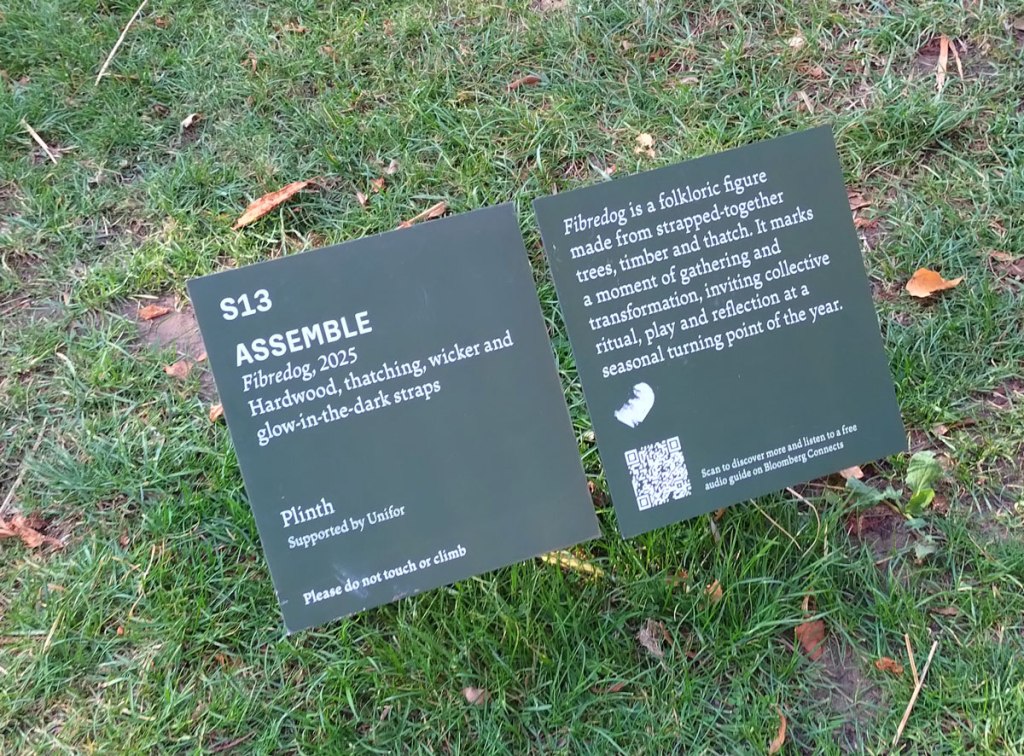 S13
ASSEMBLE
Fibredog, 2025
Hardwood, thatching, wicker and
glow-in-the-dark straps
Plinth
Supported by Unifor
Please do not touch or climb
Fibredog is a folkloric figure
made from strapped-together
trees, timber and thatch. It marks
a moment of gathering and
transformation, inviting collective
ritual, play and reflection at a
seasonal turning point of the year.
Scan to discover more and listen to a free
audio guide on Bloomberg Connects